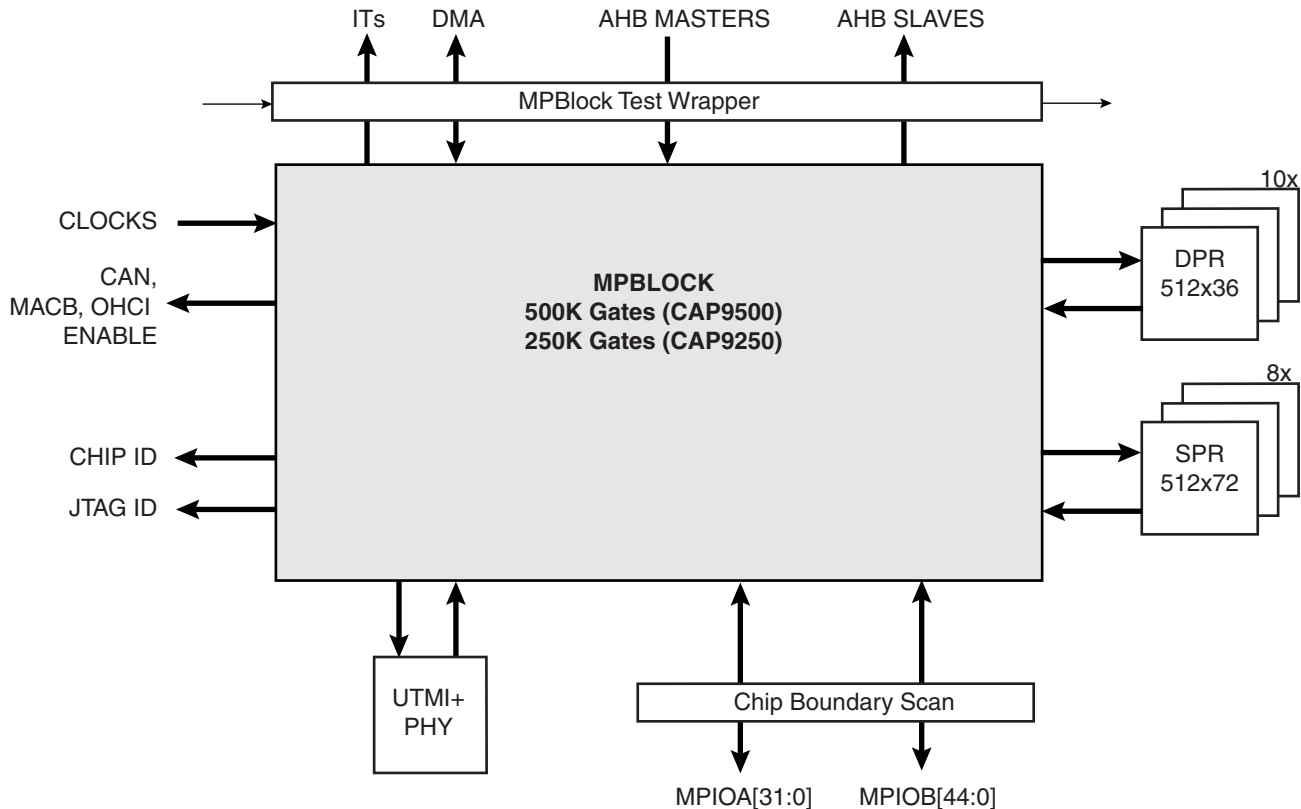 ITs
DMA
AHB MASTERS
AHB SLAVES
MPBlock Test Wrapper
CLOCKS
CAN,
MACB, OHCI
ENABLE
MPBLOCK
500K Gates (CAP9500)
250K Gates (CAP9250)
10x
DPR
512x36
8x
SPR
512x72
CHIP ID
JTAG ID
UTMI+
PHY
Chip Boundary Scan
MPIOA[31:0]
MPIOB[44:0]